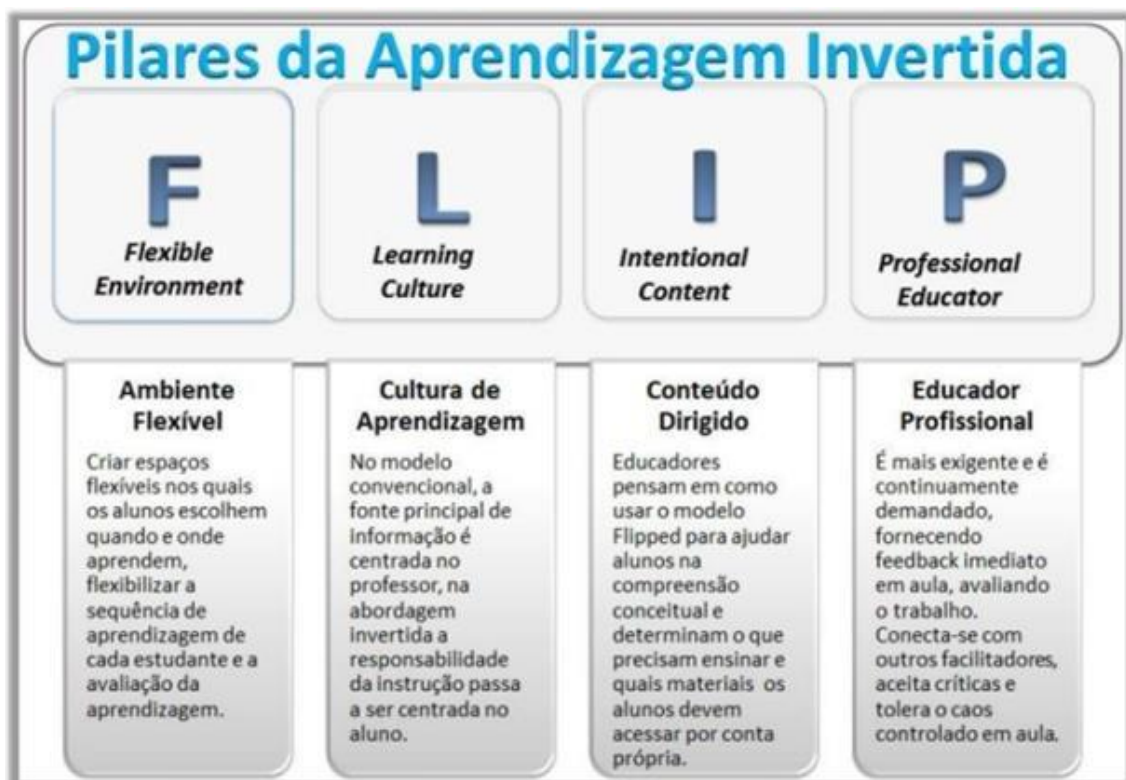 Pilares da Aprendizagem Invertida
F
Flexible
Environment
L
Learning
Culture
I
Intentional
Content
P
Professional
Educator
Ambiente
Flexível
Criar espaços
flexíveis nos quais
os alunos escolhem
quando e onde
aprendem,
flexibilizar a
sequência de
aprendizagem de
cada estudante e a
avaliação da
aprendizagem.
Cultura de
Aprendizagem
No modelo
convencional, a
fonte principal de
informação é
centrada no
professor, na
abordagem
invertida a
responsabilidade
da instrução passa
a ser centrada no
aluno.
Conteúdo
Dirigido
Educadores
pensam em como
usar o modelo
Flipped para ajudar
alunos na
compreensão
conceitual e
determinam o que
precisam ensinar e
quais materiais os
alunos devem
acessar por conta
própria.
Educador
Profissional
É mais exigente e é
continuamente
demandado,
fornecendo
feedback imediato
em aula, avaliando
o trabalho.
Conecta-se com
outros facilitadores,
aceita críticas e
tolera o caos
controlado em aula.